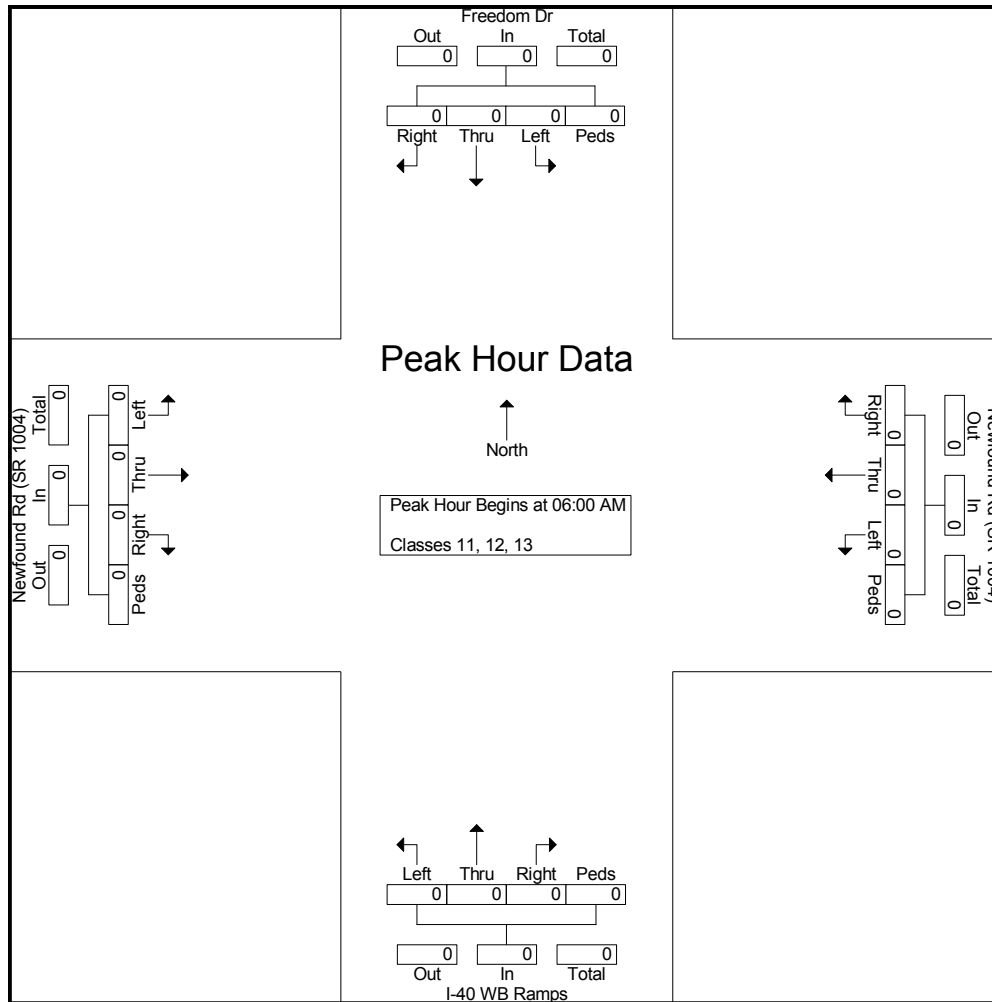 Freedom Dr
Out In Total
0 0 0
0 0 0 0
Right Thru Left Peds
Peak Hour Data
North
Peak Hour Begins at 06:00 AM
Classes 11, 12, 13
Newfound Rd (SR 1004)
Out In Total
0 0 0
0 0 0 0
Left Thru Right Peds
Newfound Rd (SR 1004)
Out In Total
0 0 0
0 0 0 0
Right Thru Left Peds
Left Thru Right Peds
0 0 0 0
0 0 0
Out In Total
I-40 WB Ramps